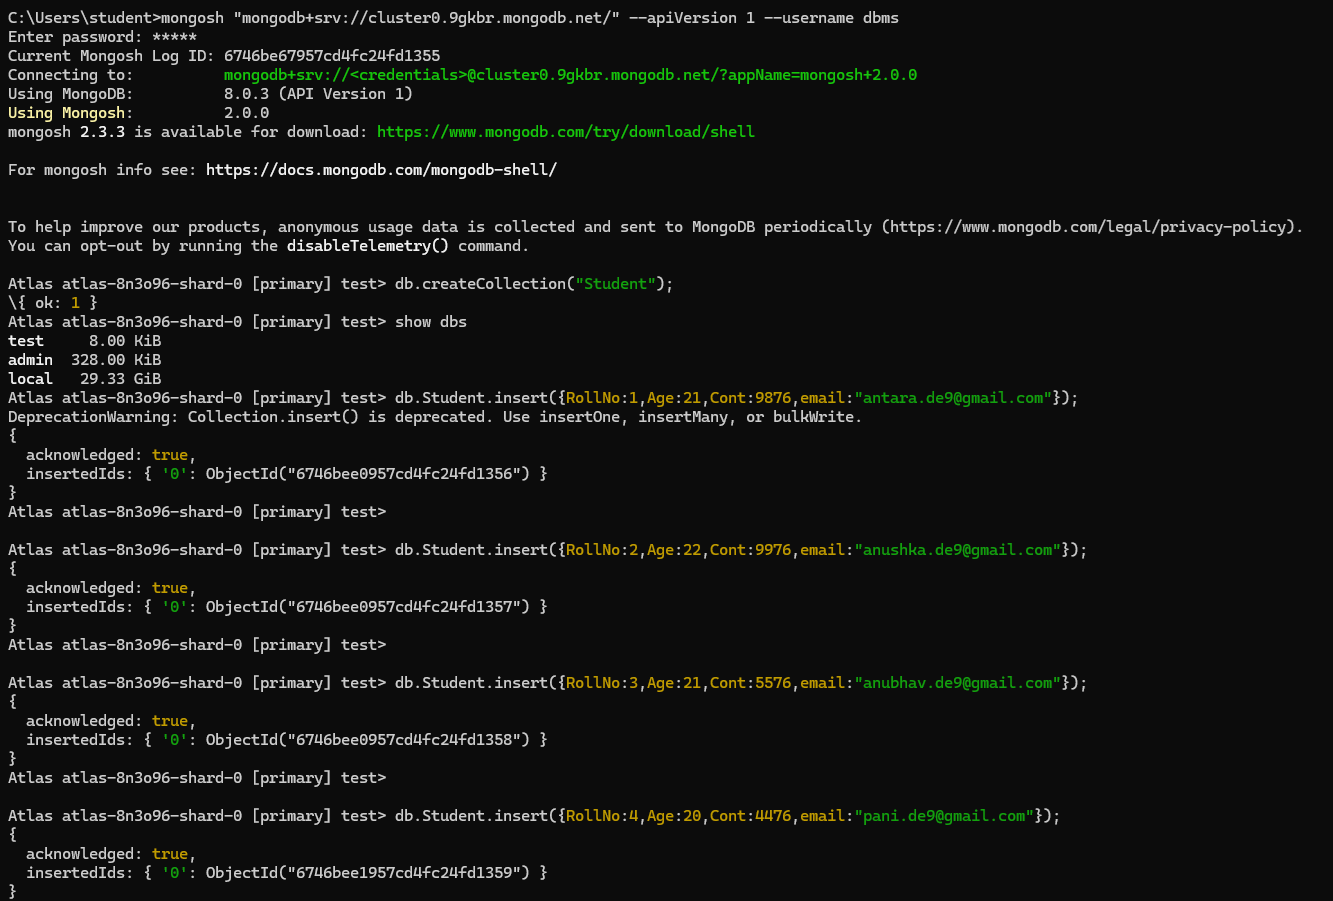 C:\Users\student>mongosh "mongodb+srv://cluster0.9gkbr.mongodb.net/" --apiVersion 1 --username dbms
Enter password: *****
Current Mongosh Log ID: 6746be67957cd4fc24fd1355
Connecting to:          mongodb+srv://<credentials>@cluster0.9gkbr.mongodb.net/?appName=mongosh+2.0.0
Using MongoDB:          8.0.3 (API Version 1)
Using Mongosh:          2.0.0
mongosh 2.3.3 is available for download: https://www.mongodb.com/try/download/shell
For mongosh info see: https://docs.mongodb.com/mongodb-shell/
To help improve our products, anonymous usage data is collected and sent to MongoDB periodically (https://www.mongodb.com/legal/privacy-policy).
You can opt-out by running the disableTelemetry() command.
Atlas atlas-8n3o96-shard-0 [primary] test> db.createCollection("Student");
\{ ok: 1 }
Atlas atlas-8n3o96-shard-0 [primary] test> show dbs
test     8.00 KiB
admin  328.00 KiB
local   29.33 GiB
Atlas atlas-8n3o96-shard-0 [primary] test> db.Student.insert({RollNo:1,Age:21,Cont:9876,email:"antara.de9@gmail.com"});
DeprecationWarning: Collection.insert() is deprecated. Use insertOne, insertMany, or bulkWrite.
{
  acknowledged: true,
  insertedIds: { '0': ObjectId("6746bee0957cd4fc24fd1356") }
}
Atlas atlas-8n3o96-shard-0 [primary] test>
Atlas atlas-8n3o96-shard-0 [primary] test> db.Student.insert({RollNo:2,Age:22,Cont:9976,email:"anushka.de9@gmail.com"});
{
  acknowledged: true,
  insertedIds: { '0': ObjectId("6746bee0957cd4fc24fd1357") }
}
Atlas atlas-8n3o96-shard-0 [primary] test>
Atlas atlas-8n3o96-shard-0 [primary] test> db.Student.insert({RollNo:3,Age:21,Cont:5576,email:"anubhav.de9@gmail.com"});
{
  acknowledged: true,
  insertedIds: { '0': ObjectId("6746bee0957cd4fc24fd1358") }
}
Atlas atlas-8n3o96-shard-0 [primary] test>
Atlas atlas-8n3o96-shard-0 [primary] test> db.Student.insert({RollNo:4,Age:20,Cont:4476,email:"pani.de9@gmail.com"});
{
  acknowledged: true,
  insertedIds: { '0': ObjectId("6746bee1957cd4fc24fd1359") }
}